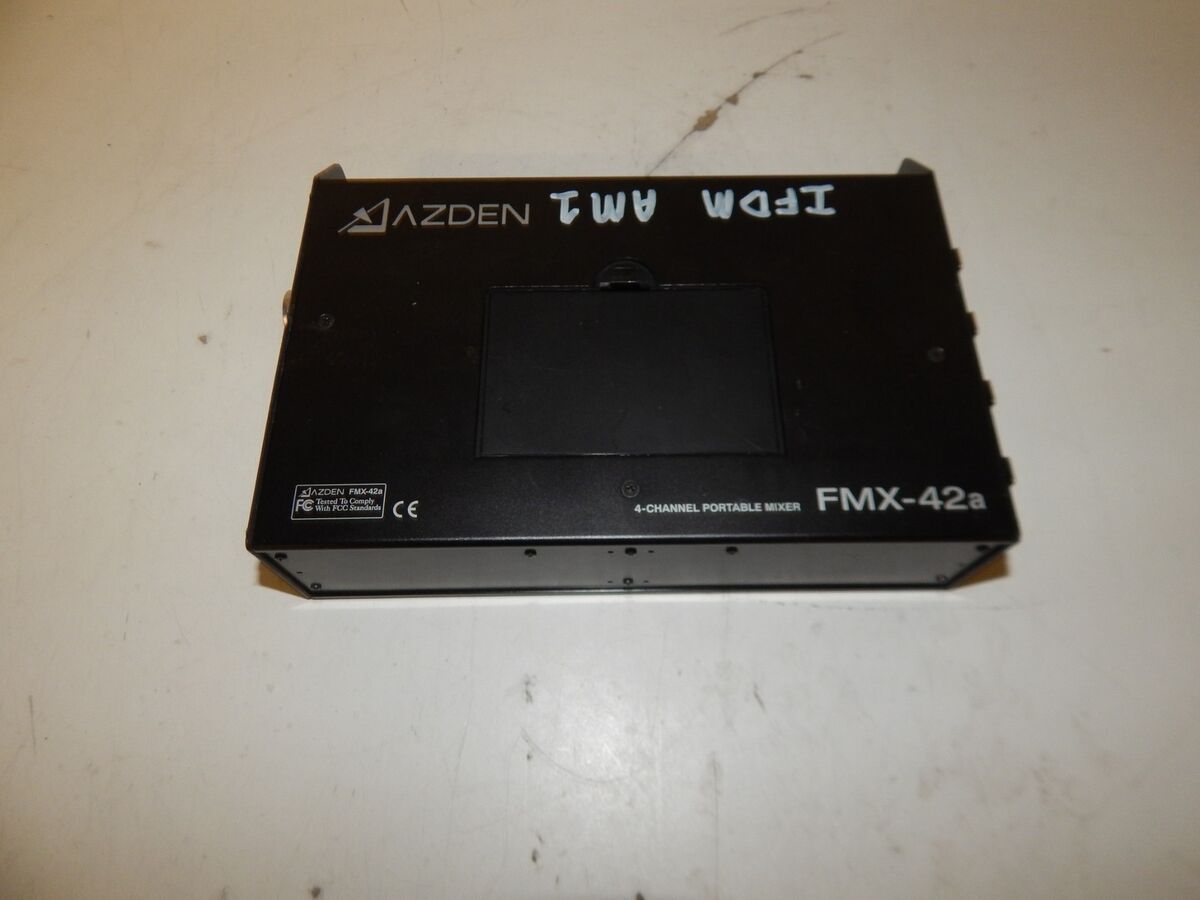 IFDM AM1
AZDEN
AZDEN FMX-42a
FC Tested To Comply
With FCC Standards
CE
4-CHANNEL PORTABLE MIXER FMX-42a